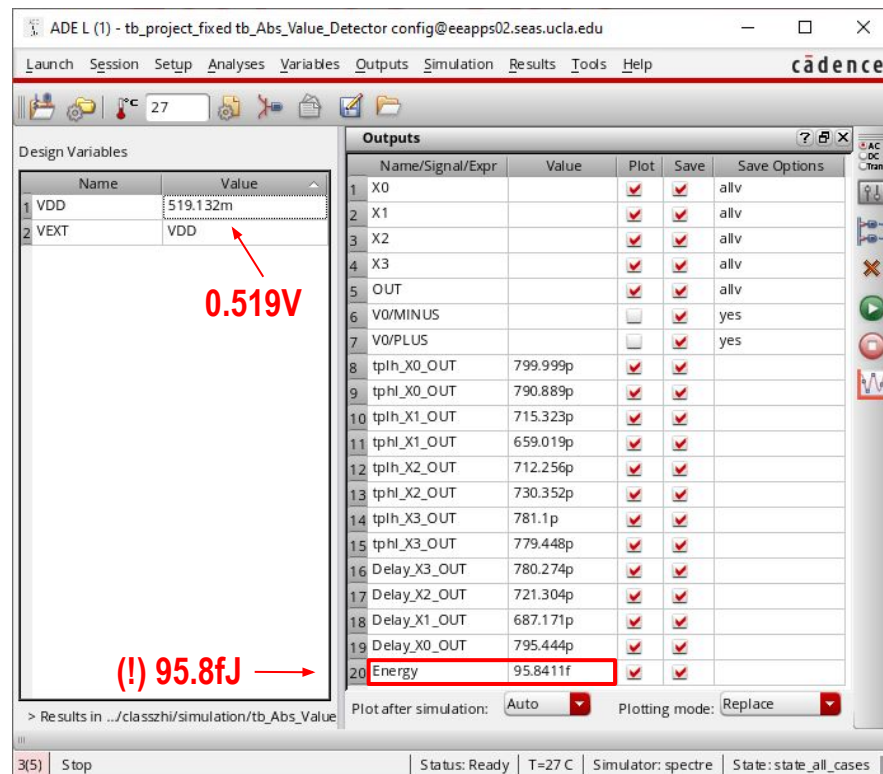 ADE L (1) - tb_project_fixed tb_Abs_Value_Detector config@eeapps02.seas.ucla.edu
Launch Session Setup Analyses Variables Outputs Simulation Results Tools Help cādence
°C 27
Design Variables
Name Value
1 VDD 519.132m
2 VEXT VDD
0.519V
(!) 95.8fJ
> Results in .../classzhi/simulation/tb_Abs_Value
Outputs
Name/Signal/Expr Value Plot Save Save Options
1 X0 allv
2 X1 allv
3 X2 allv
4 X3 allv
5 OUT allv
6 V0/MINUS yes
7 V0/PLUS yes
8 tplh_X0_OUT 799.999p
9 tphl_X0_OUT 790.889p
10 tplh_X1_OUT 715.323p
11 tphl_X1_OUT 659.019p
12 tplh_X2_OUT 712.256p
13 tphl_X2_OUT 730.352p
14 tplh_X3_OUT 781.1p
15 tphl_X3_OUT 779.448p
16 Delay_X3_OUT 780.274p
17 Delay_X2_OUT 721.304p
18 Delay_X1_OUT 687.171p
19 Delay_X0_OUT 795.444p
20 Energy 95.8411f
Plot after simulation: Auto Plotting mode: Replace
AC
DC
Tran
3(5) Stop Status: Ready T=27 C Simulator: spectre State: state_all_cases